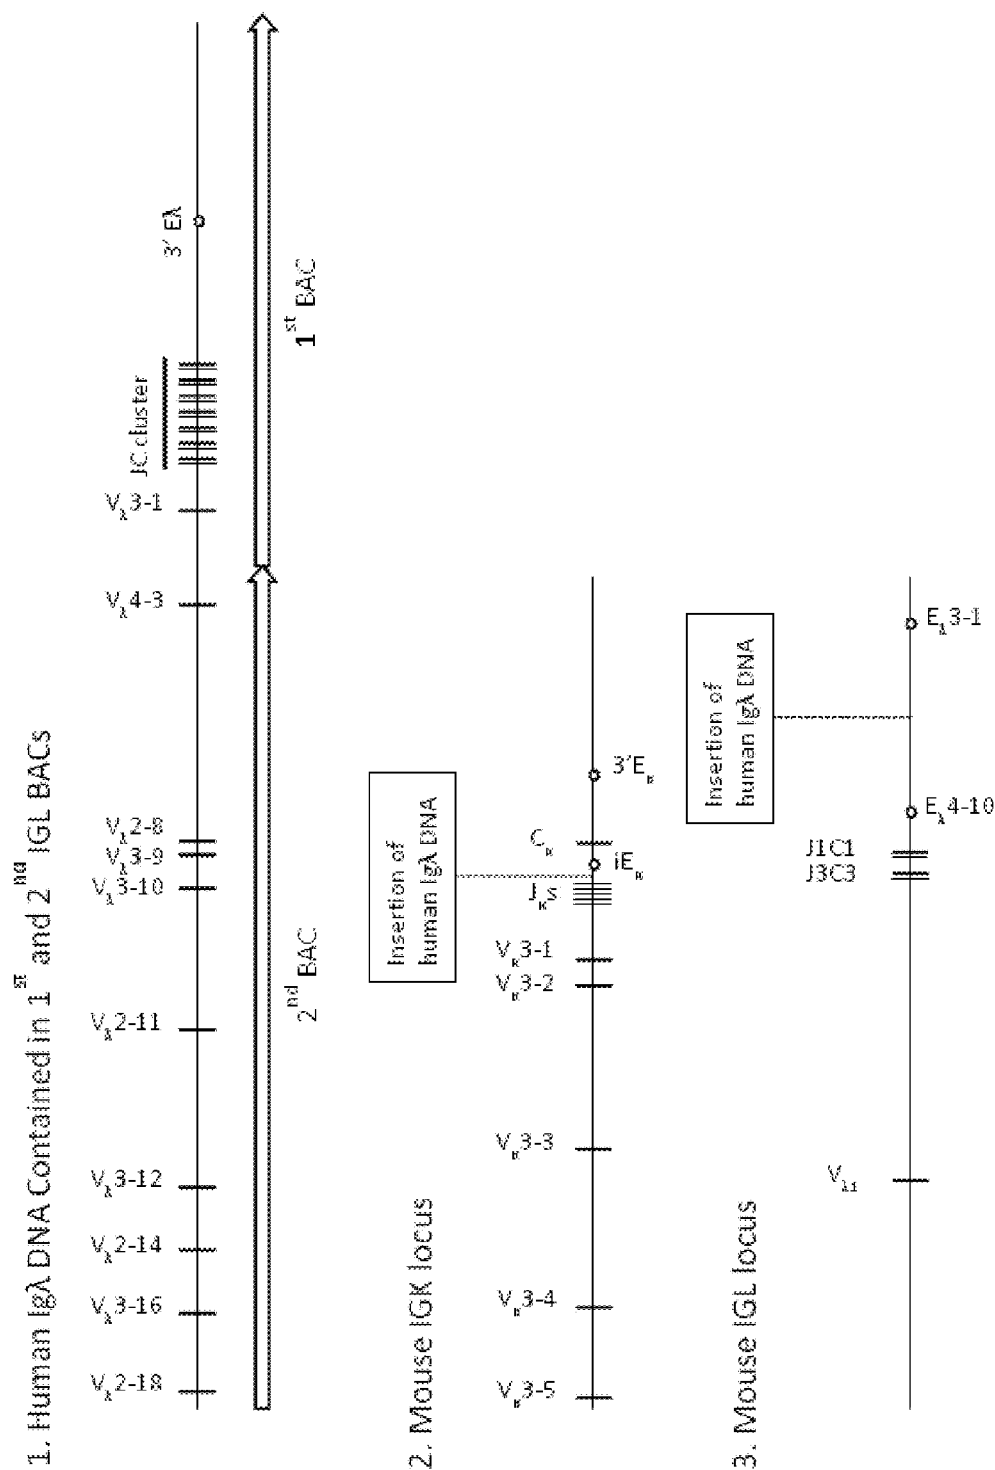 1. Human Igλ DNA Contained in 1st and 2nd IGL BACs
Vλ2-18
Vλ3-16
Vλ2-14
Vλ3-12
Vλ2-11
Vλ3-10
Vλ3-9
Vλ2-8
Vλ4-3
Vλ3-1
JC cluster
3' Eλ
2nd BAC
1st BAC
2. Mouse IGK locus
Insertion of
human Igλ DNA
Vκ3-5
Vκ3-4
Vκ3-3
Vκ3-2
Vκ3-1
Jκs
Cκ
iEκ
3'Eκ
3. Mouse IGL locus
Insertion of
human Igλ DNA
Vλ1
J3C3
J1C1
Eλ4-10
Eλ3-1